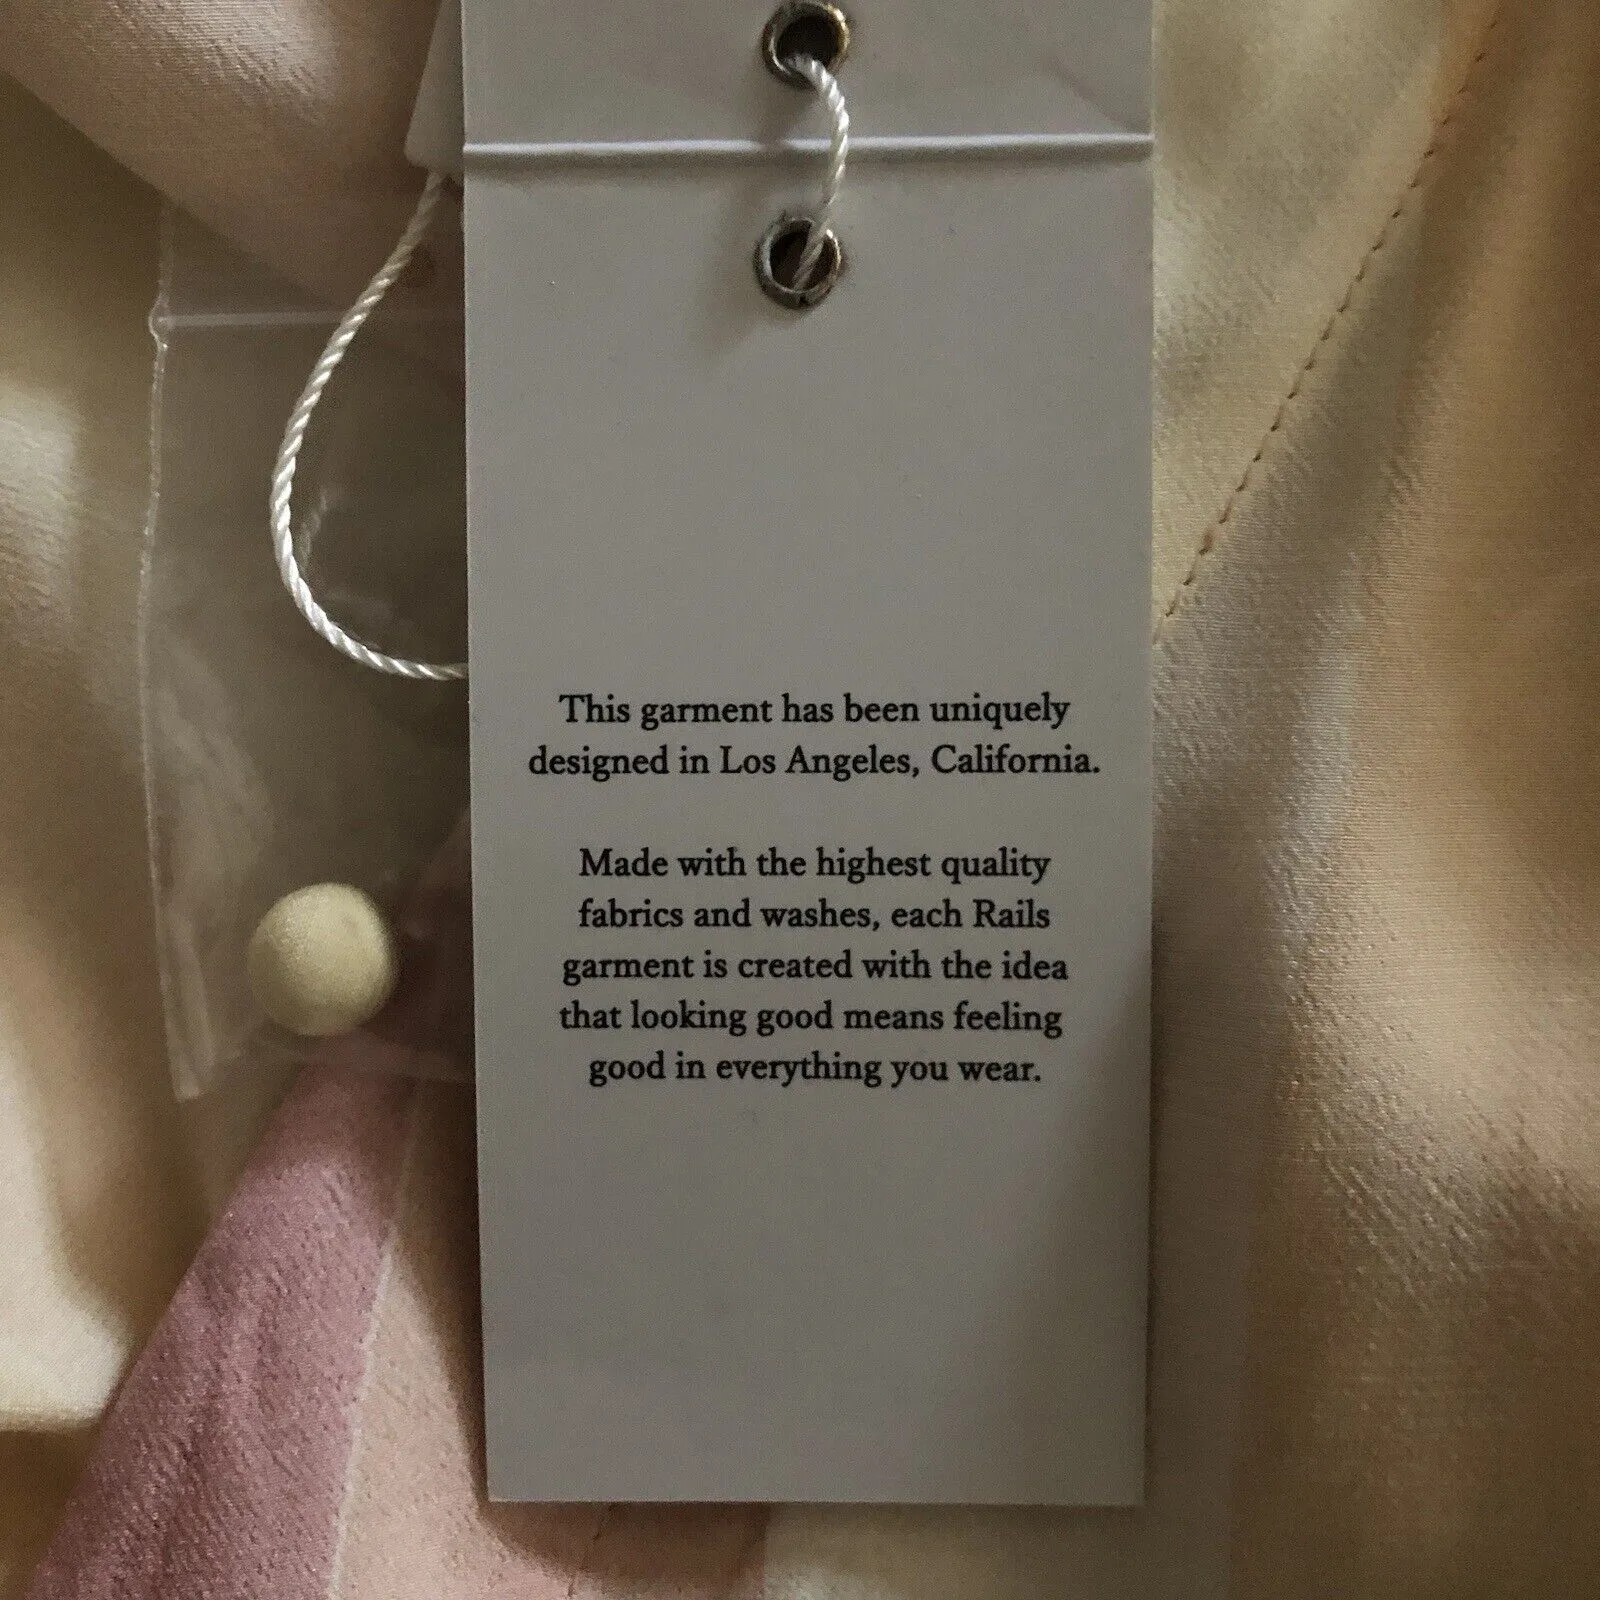 This garment has been uniquely
designed in Los Angeles, California.
Made with the highest quality
fabrics and washes, each Rails
garment is created with the idea
that looking good means feeling
good in everything you wear.